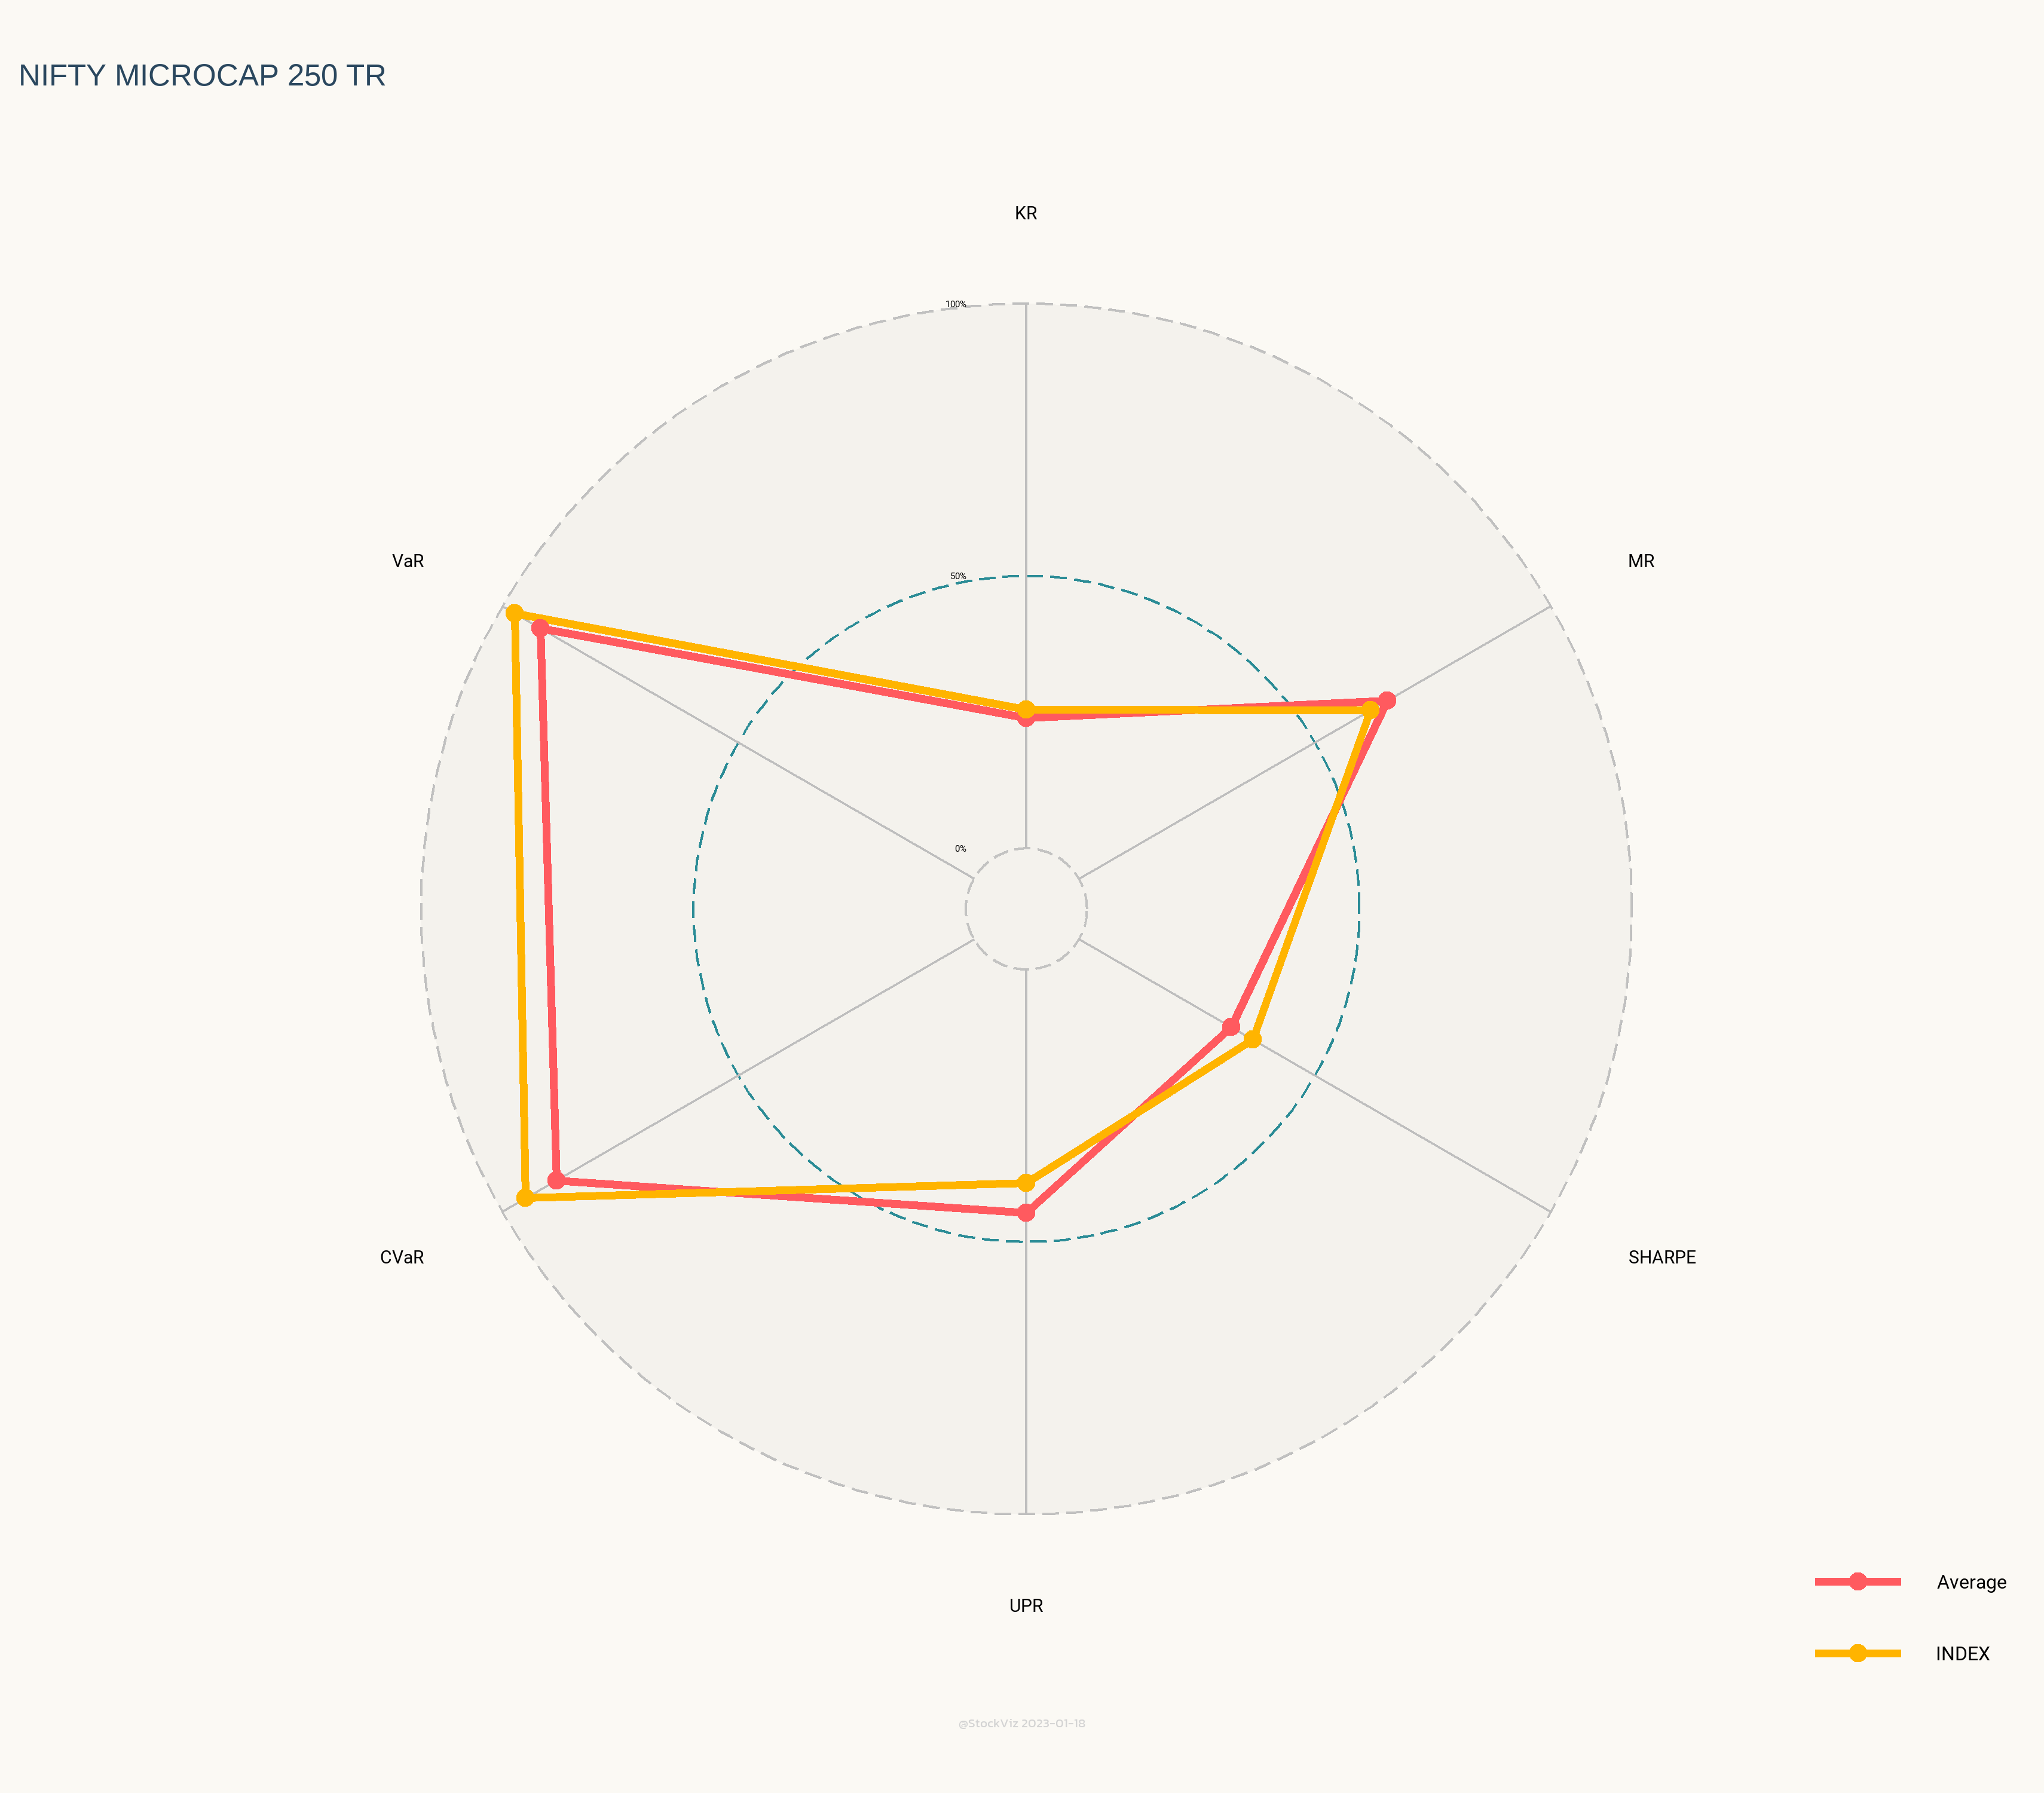 NIFTY MICROCAP 250 TR
KR
100%
VaR
MR
50%
0%
CVaR
SHARPE
UPR
Average
INDEX
@StockViz 2023-01-18